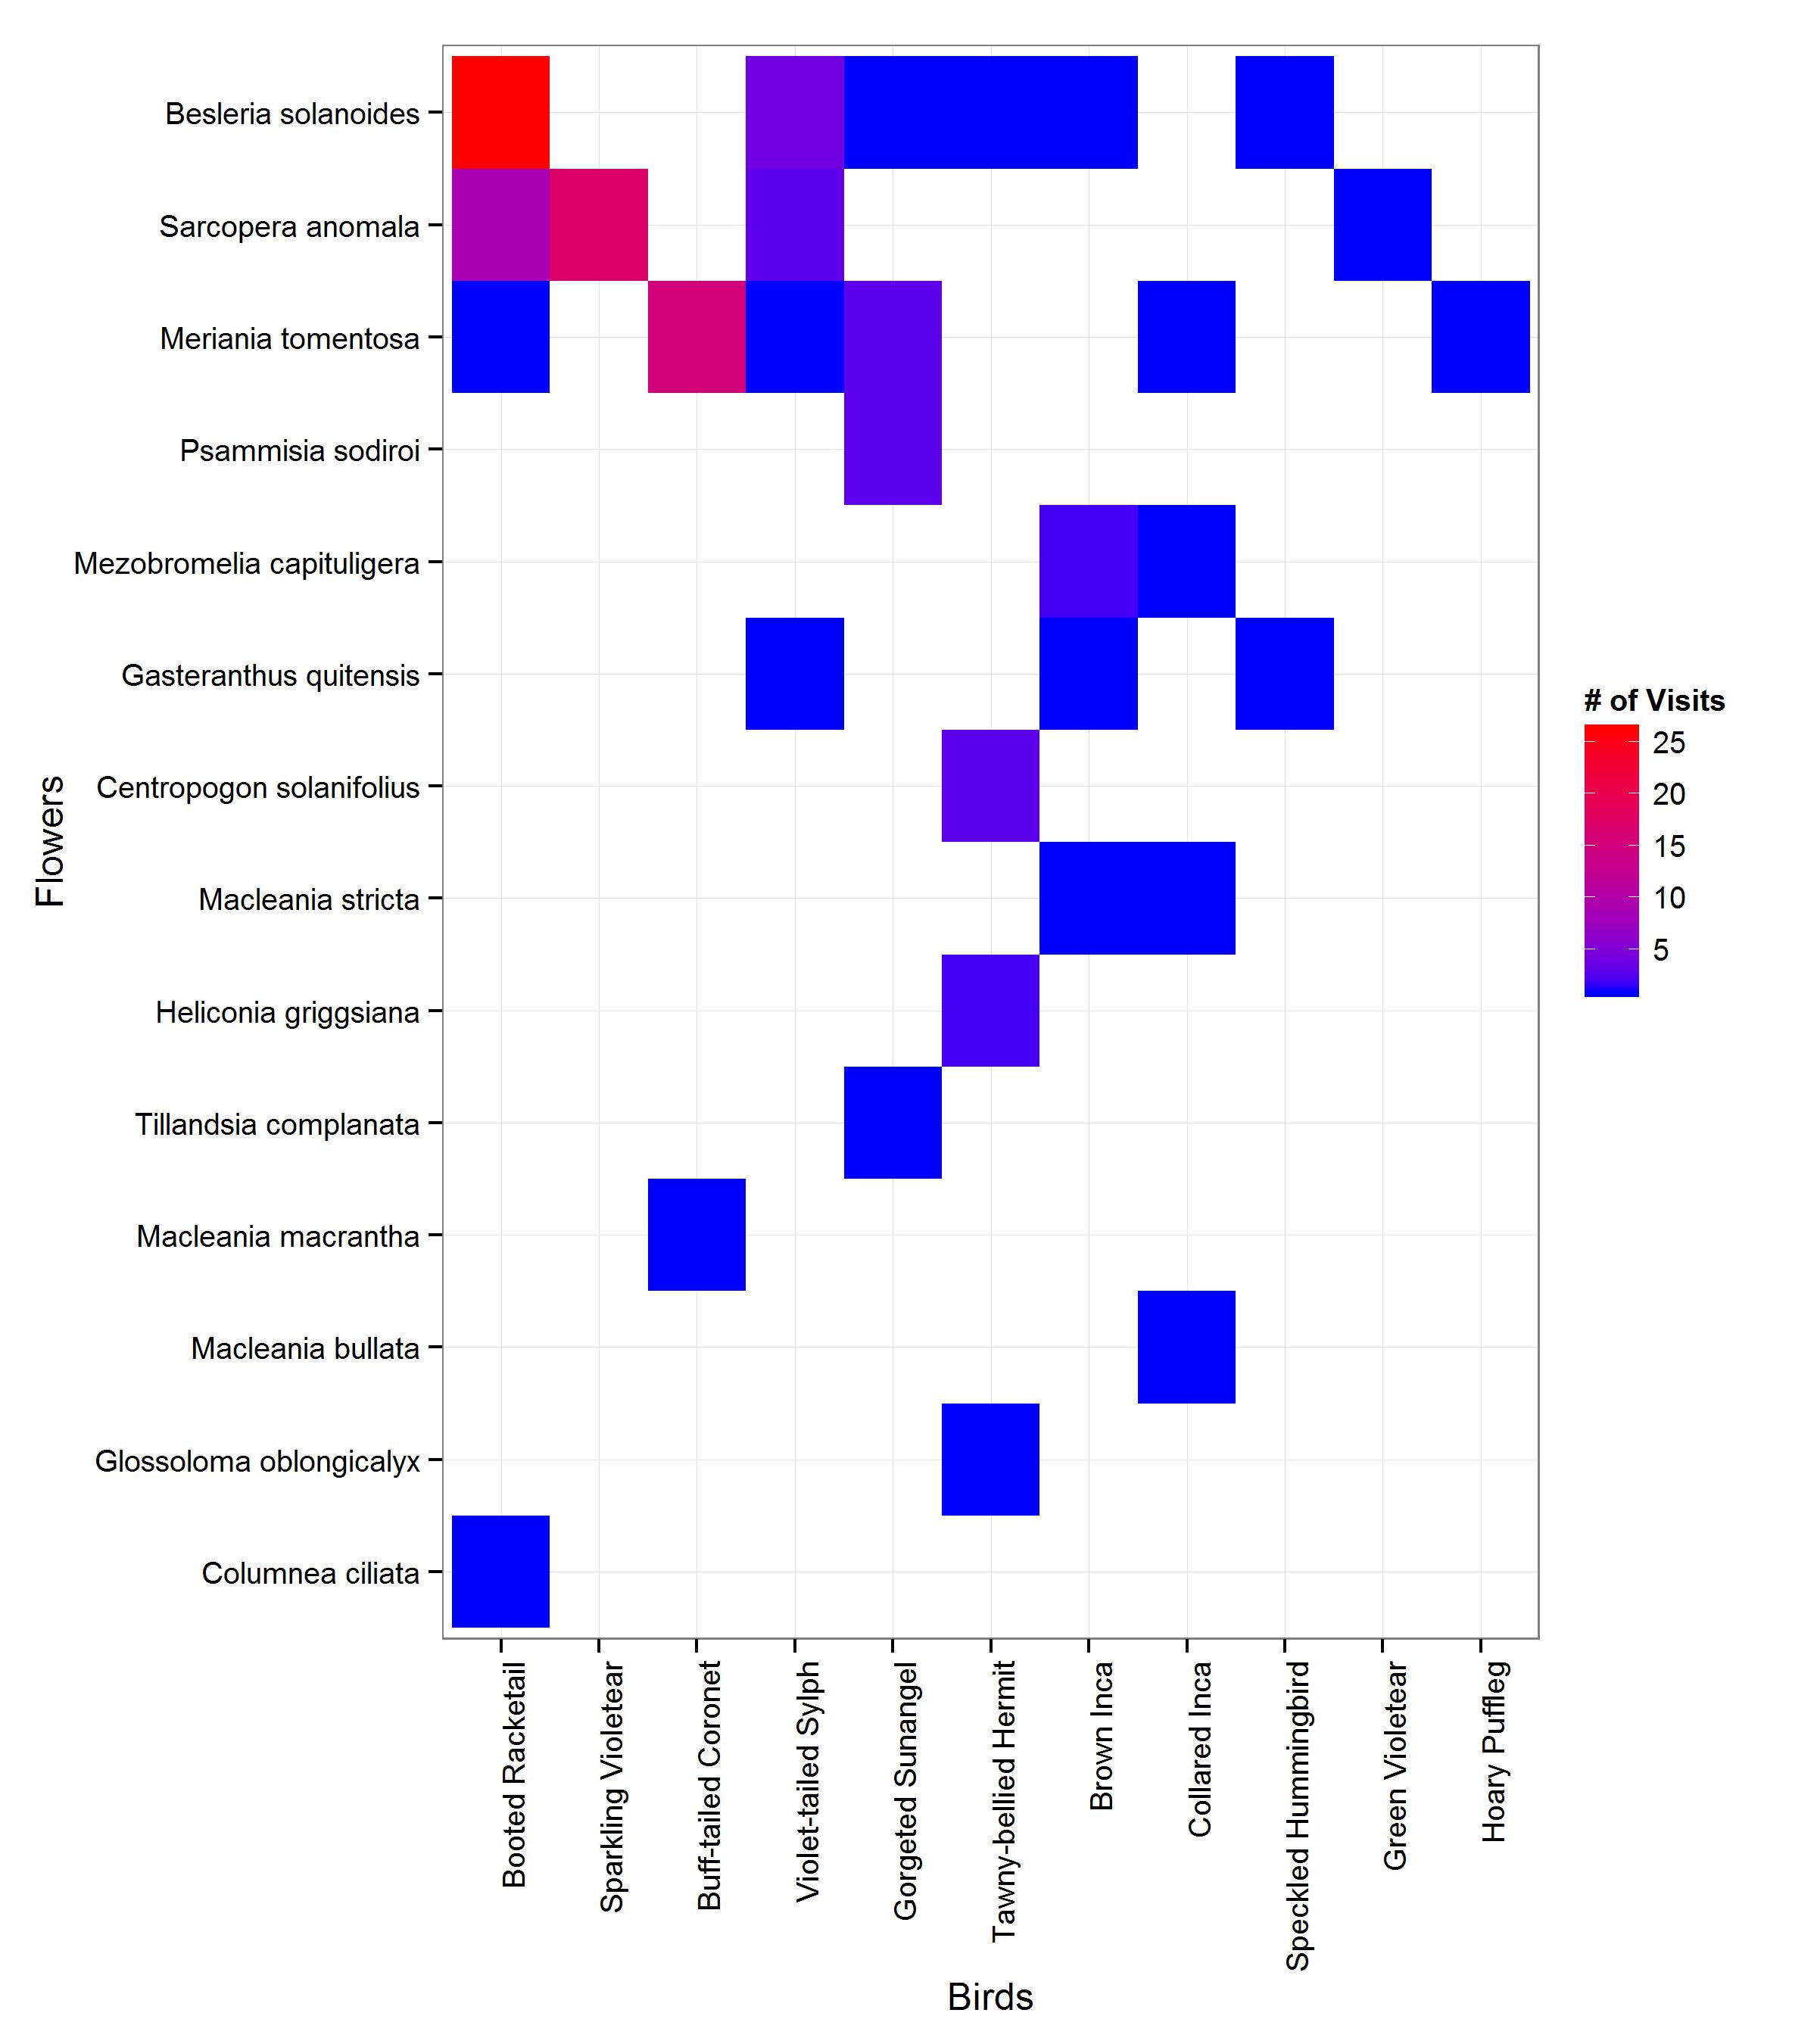 Besleria solanoides
Sarcopera anomala
Meriania tomentosa
Psammisia sodiroi
Mezobromelia capituligera
Gasteranthus quitensis
Centropogon solanifolius
Macleania stricta
Heliconia griggsiana
Tillandsia complanata
Macleania macrantha
Macleania bullata
Glossoloma oblongicalyx
Columnea ciliata
Flowers
# of Visits
25
20
15
10
5
Booted Racketail
Sparkling Violetear
Buff-tailed Coronet
Violet-tailed Sylph
Gorgeted Sunangel
Tawny-bellied Hermit
Brown Inca
Collared Inca
Speckled Hummingbird
Green Violetear
Hoary Puffleg
Birds